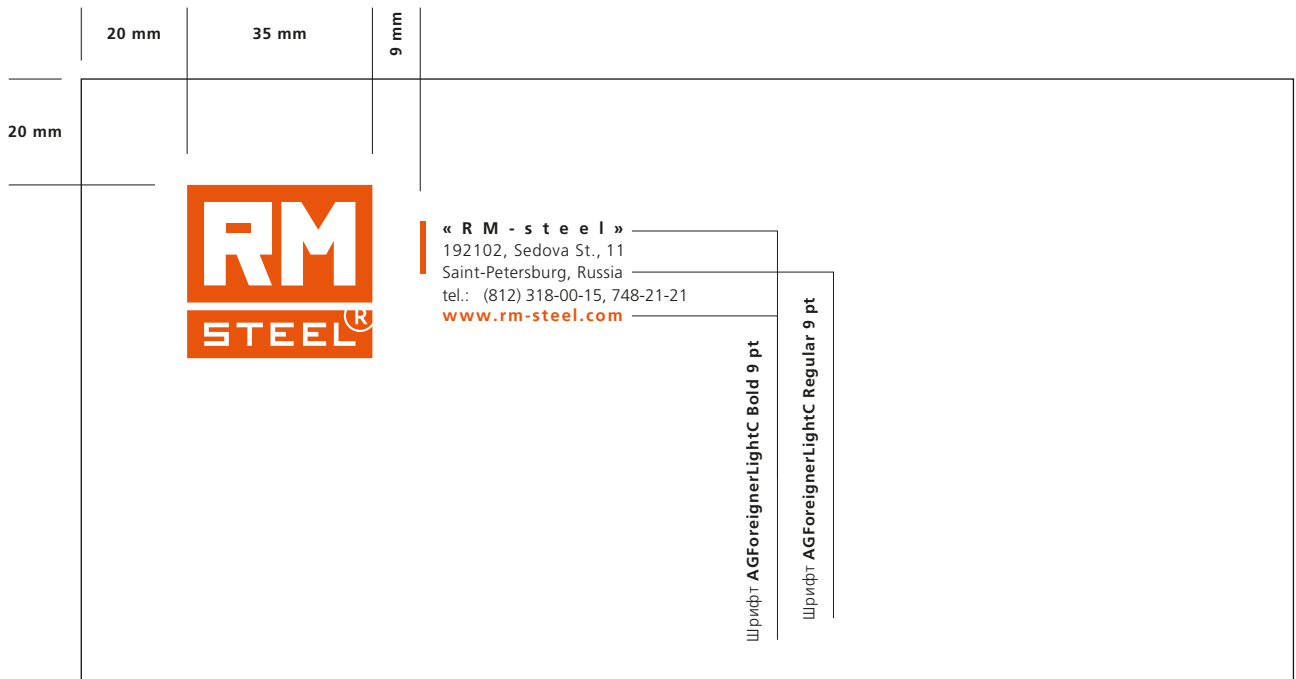 20 mm
35 mm
9 mm
20 mm
RM
STEEL®
« R M - s t e e l »
192102, Sedova St., 11
Saint-Petersburg, Russia
tel.: (812) 318-00-15, 748-21-21
www.rm-steel.com
Шрифт AGForeignerLightC Bold 9 pt
Шрифт AGForeignerLightC Regular 9 pt